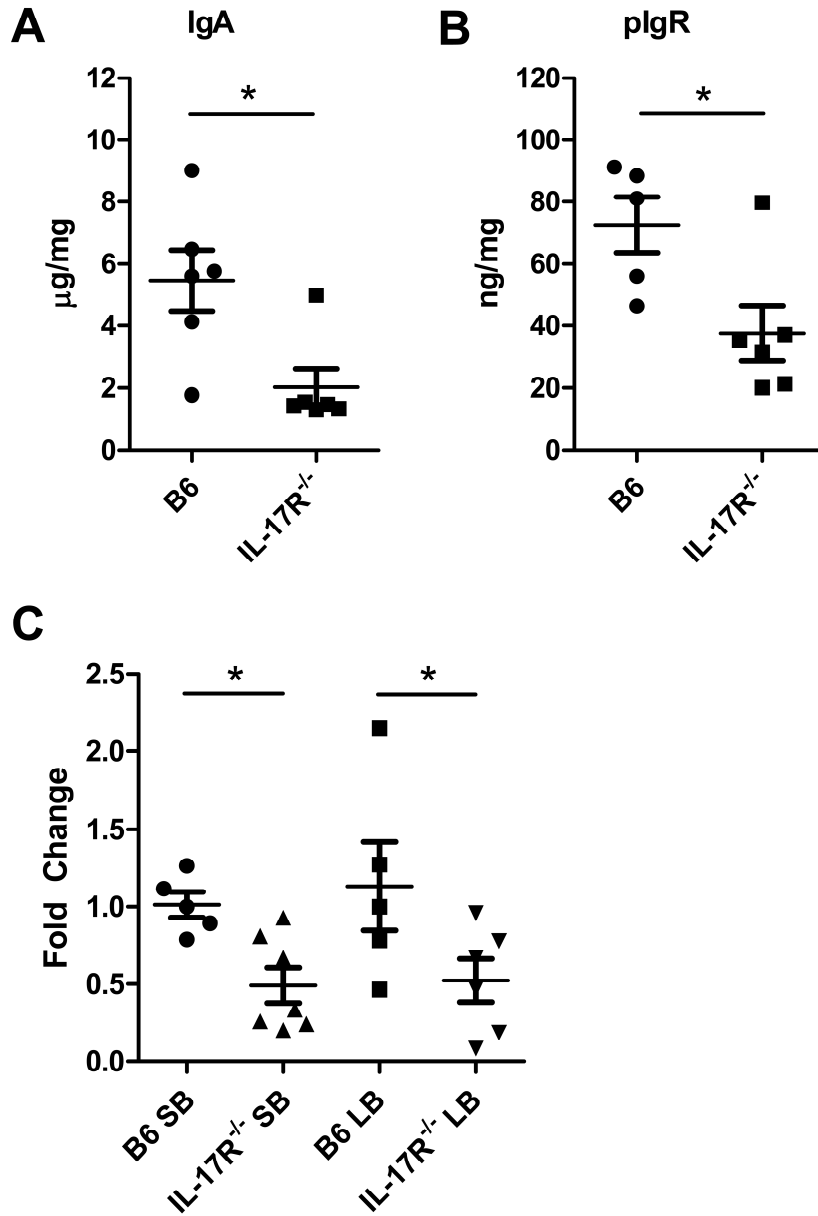 A
IgA
12
10
8
6
4
2
0
µg/mg
*
B6
IL-17R-/-
B
pIgR
120
100
80
60
40
20
0
ng/mg
*
B6
IL-17R-/-
C
2.5
2.0
1.5
1.0
0.5
0.0
Fold Change
*
*
B6 SB
IL-17R-/- SB
B6 LB
IL-17R-/- LB